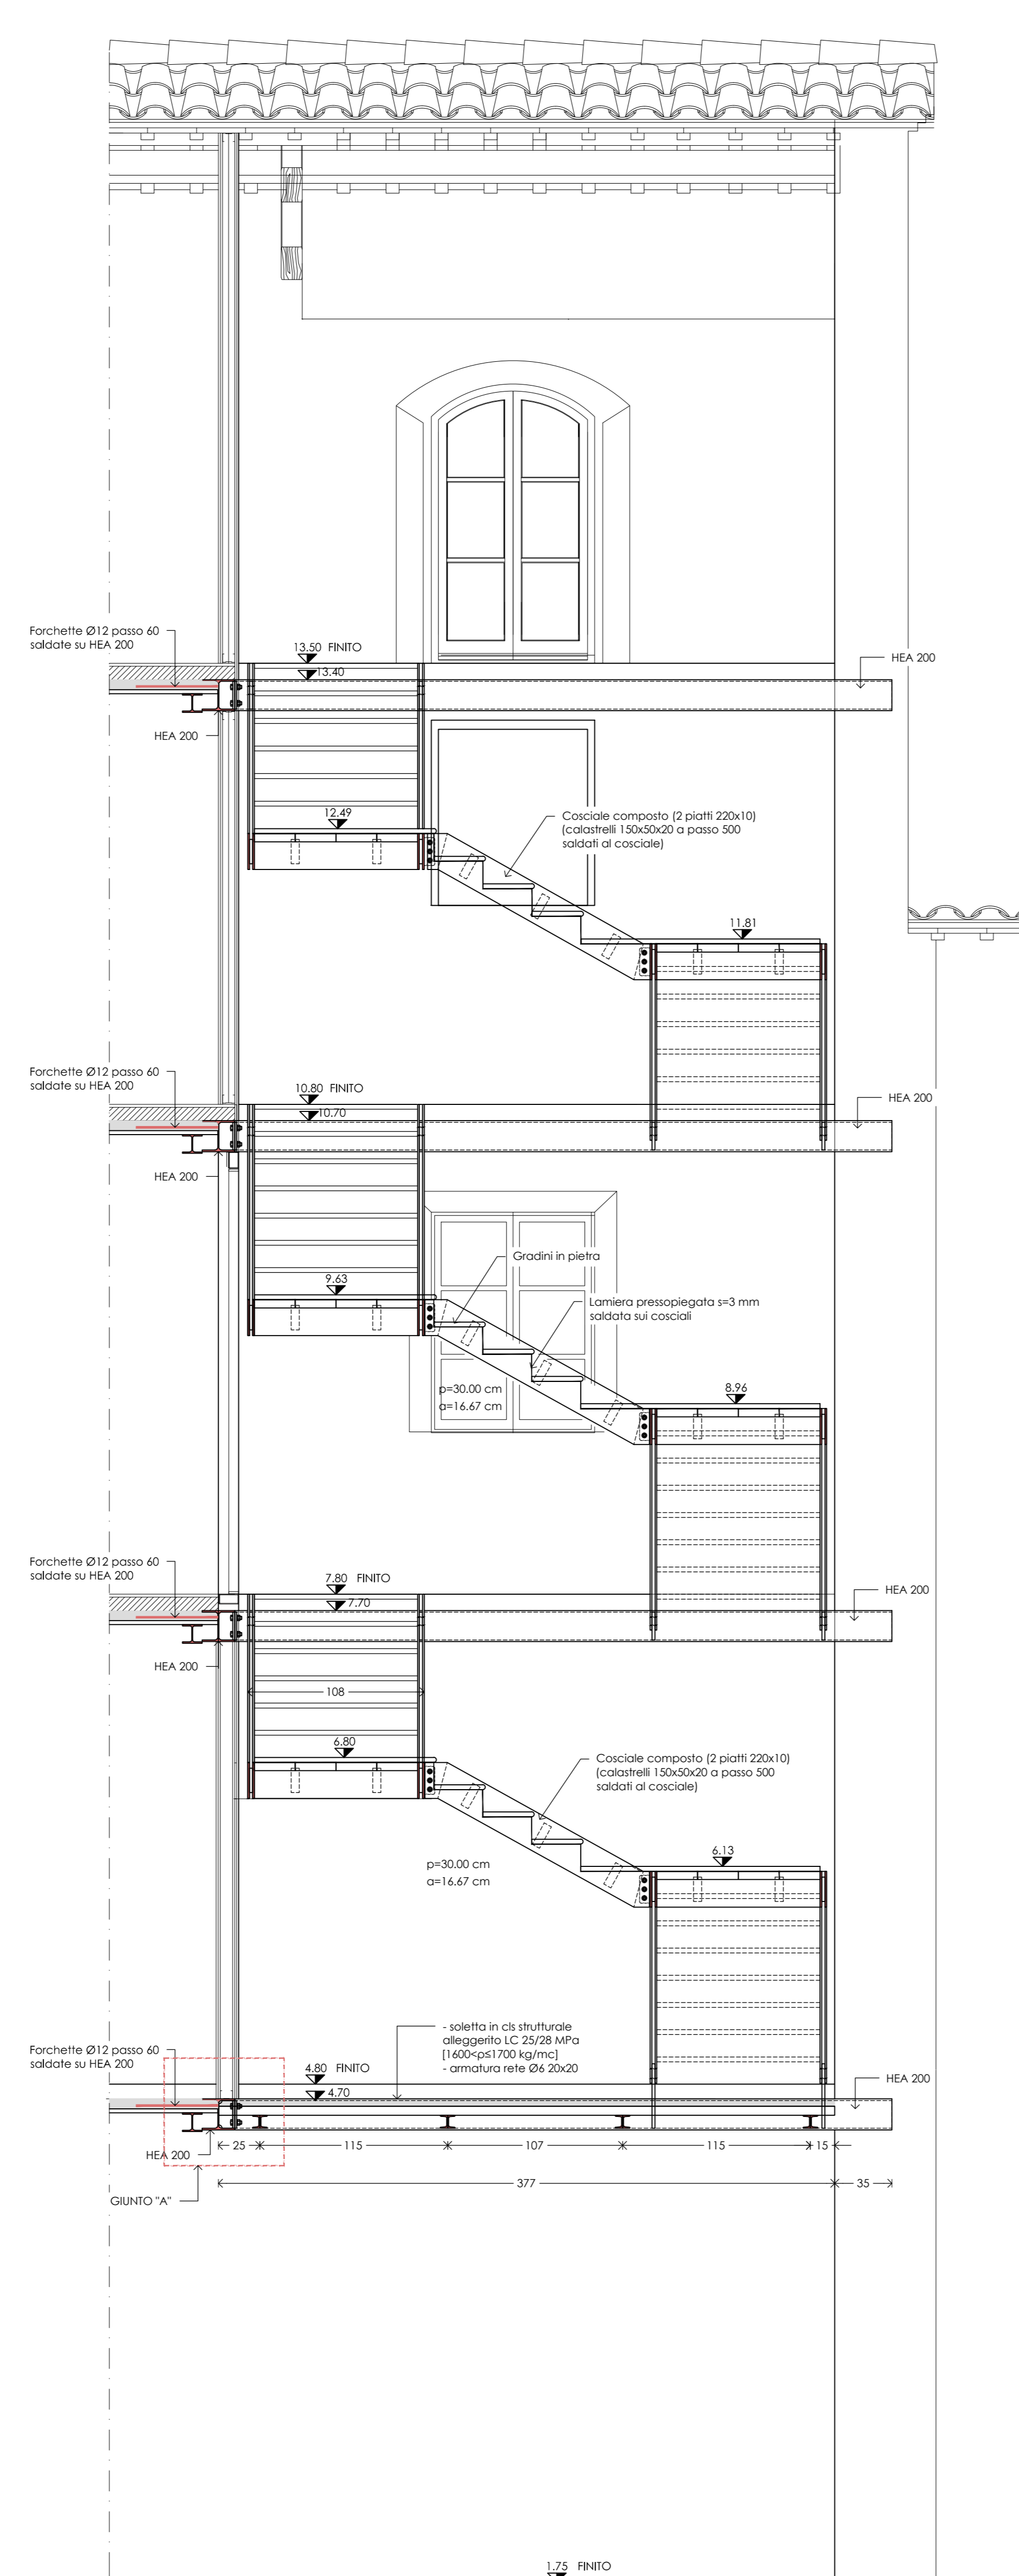 Forchette Ø12 passo 60
saldate su HEA 200
13.50 FINITO
13.40
HEA 200
HEA 200
12.49
Cosciale composto (2 piatti 220x10)
(calastrelli 150x50x20 a passo 500
saldati al cosciale)
11.81
Forchette Ø12 passo 60
saldate su HEA 200
10.80 FINITO
10.70
HEA 200
HEA 200
Gradini in pietra
9.63
Lamiera pressopiegata s=3 mm
saldata sui cosciali
p=30.00 cm
a=16.67 cm
8.96
Forchette Ø12 passo 60
saldate su HEA 200
7.80 FINITO
7.70
HEA 200
HEA 200
108
6.80
Cosciale composto (2 piatti 220x10)
(calastrelli 150x50x20 a passo 500
saldati al cosciale)
6.13
p=30.00 cm
a=16.67 cm
- soletta in cls strutturale
alleggerito LC 25/28 MPa
[1600<ρ≤1700 kg/mc]
- armatura rete Ø6 20x20
Forchette Ø12 passo 60
saldate su HEA 200
4.80 FINITO
4.70
HEA 200
HEA 200
25 115 107 115 15
377 35
GIUNTO "A"
1.75 FINITO